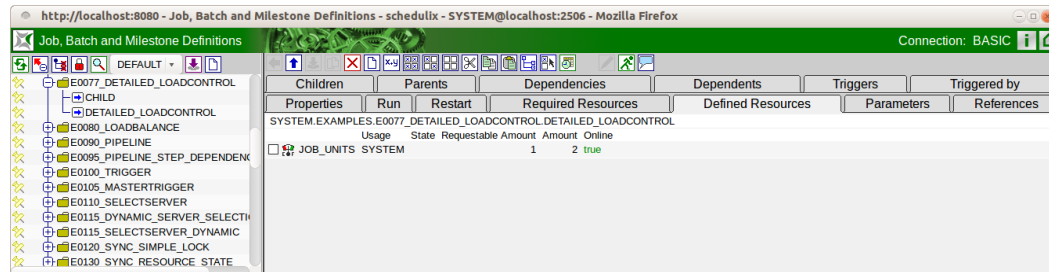 http://localhost:8080 - Job, Batch and Milestone Definitions - schedulix - SYSTEM@localhost:2506 - Mozilla Firefox
Job, Batch and Milestone Definitions
Connection: BASIC
DEFAULT
E0077_DETAILED_LOADCONTROL
CHILD
DETAILED_LOADCONTROL
E0080_LOADBALANCE
E0090_PIPELINE
E0095_PIPELINE_STEP_DEPENDEN
E0100_TRIGGER
E0105_MASTERTRIGGER
E0110_SELECTSERVER
E0115_DYNAMIC_SERVER_SELECTI
E0115_SELECTSERVER_DYNAMIC
E0120_SYNC_SIMPLE_LOCK
E0130_SYNC_RESOURCE_STATE
Children Parents Dependencies Dependents Triggers Triggered by
Properties Run Restart Required Resources Defined Resources Parameters References
SYSTEM.EXAMPLES.E0077_DETAILED_LOADCONTROL.DETAILED_LOADCONTROL
Usage State Requestable Amount Amount Online
JOB_UNITS SYSTEM 1 2 true